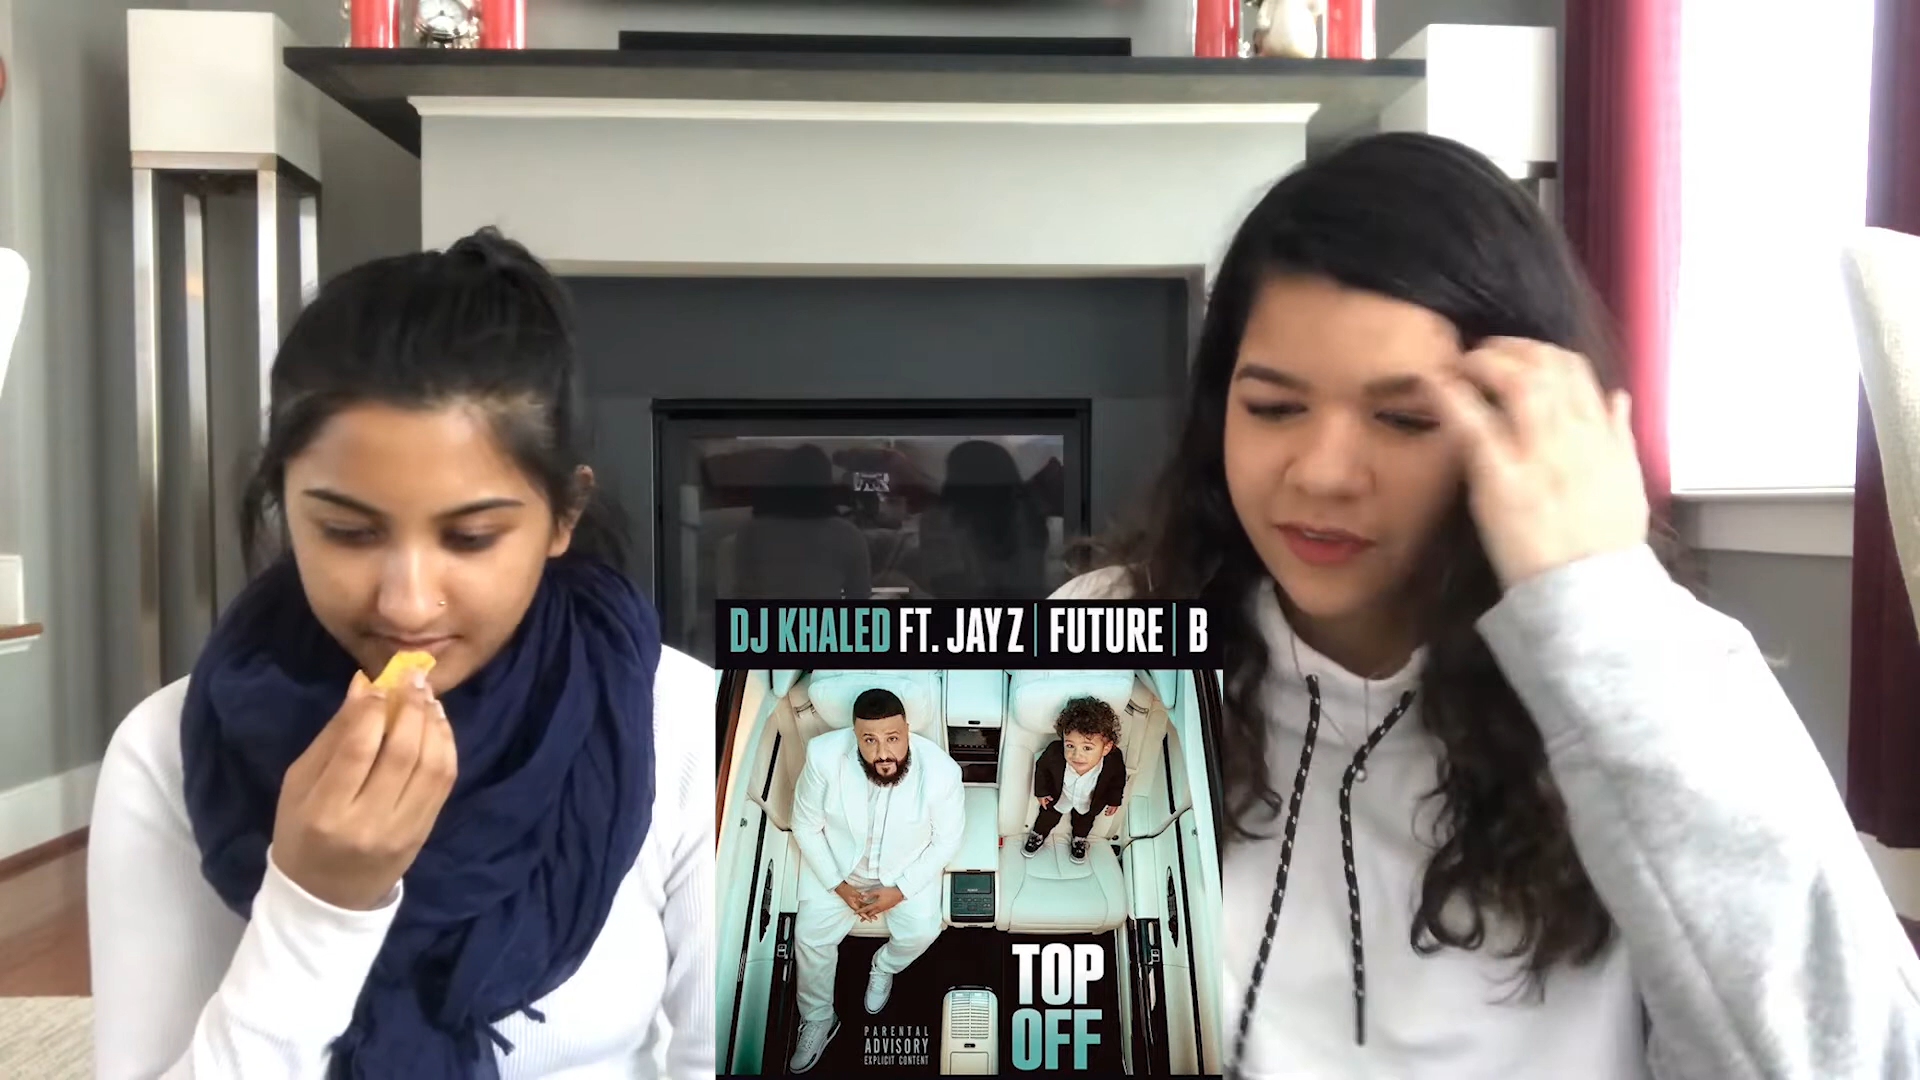 DJ KHALED FT. JAY Z | FUTURE | B
TOP
OFF
PARENTAL
ADVISORY
EXPLICIT CONTENT